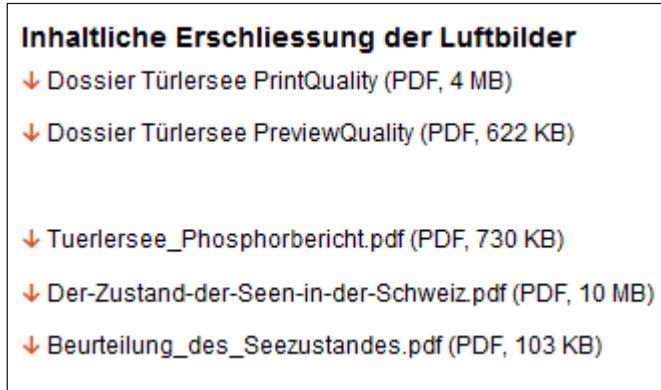 Inhaltliche Erschliessung der Luftbilder
↓ Dossier Türlersee PrintQuality (PDF, 4 MB)
↓ Dossier Türlersee PreviewQuality (PDF, 622 KB)
↓ Tuerlersee_Phosphorbericht.pdf (PDF, 730 KB)
↓ Der-Zustand-der-Seen-in-der-Schweiz.pdf (PDF, 10 MB)
↓ Beurteilung_des_Seezustandes.pdf (PDF, 103 KB)